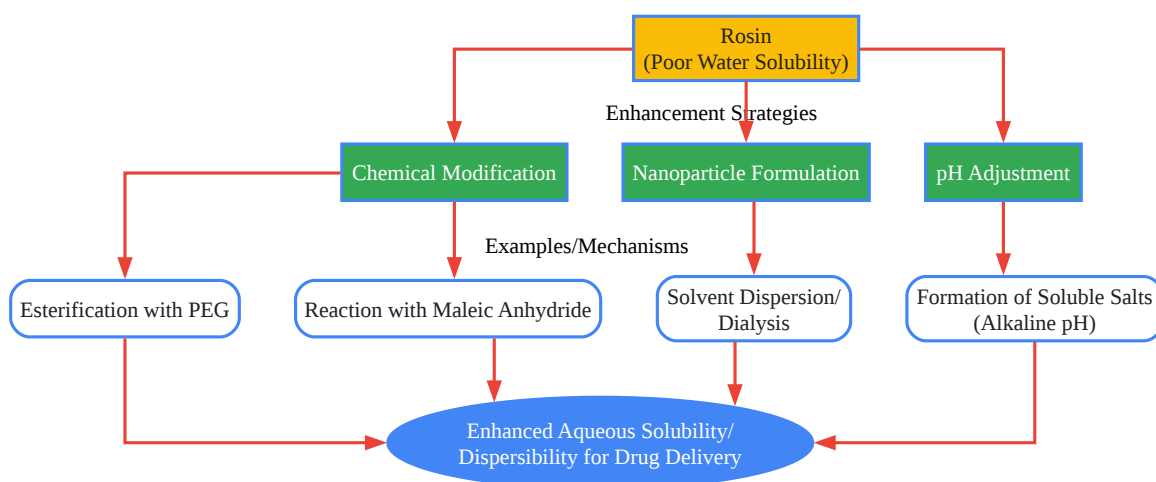 Rosin
(Poor Water Solubility)
Enhancement Strategies
Chemical Modification
Nanoparticle Formulation
pH Adjustment
Examples/Mechanisms
Esterification with PEG
Reaction with Maleic Anhydride
Solvent Dispersion/
Dialysis
Formation of Soluble Salts
(Alkaline pH)
Enhanced Aqueous Solubility/
Dispersibility for Drug Delivery